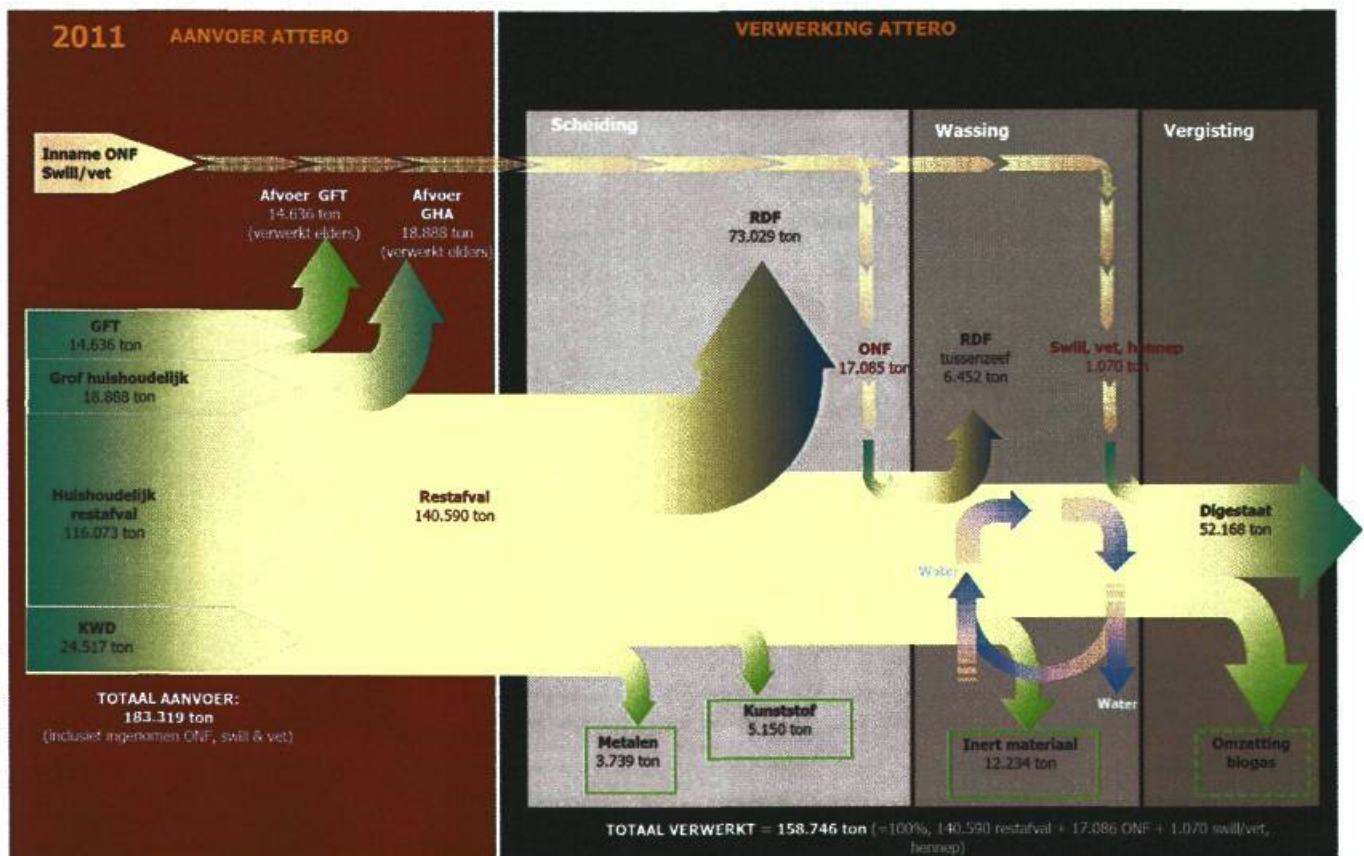 2011 AANVOER ATTERO
VERWERKING ATTERO
Scheiding
Wassing
Vergisting
Inname ONF
Swill/vet
Afvoer GFT
14.636 ton
(verwerkt elders)
Afvoer
GHA
18.888 ton
(verwerkt elders)
RDF
73.029 ton
GFT
14.636 ton
Grof huishoudelijk
18.888 ton
ONF
17.085 ton
RDF
tussenzeef
6.452 ton
Swill, vet, hennep
1.070 ton
Huishoudelijk
restafval
116.073 ton
Restafval
140.590 ton
Digestaat
52.168 ton
Water
KWD
24.517 ton
TOTAAL AANVOER:
183.319 ton
(inclusief ingenomen ONF, swill & vet)
Metalen
3.739 ton
Kunststof
5.150 ton
Water
Inert materiaal
12.234 ton
Omzetting
biogas
TOTAAL VERWERKT = 158.746 ton (=100%, 140.590 restafval + 17.086 ONF + 1.070 swill/vet,
hennep)